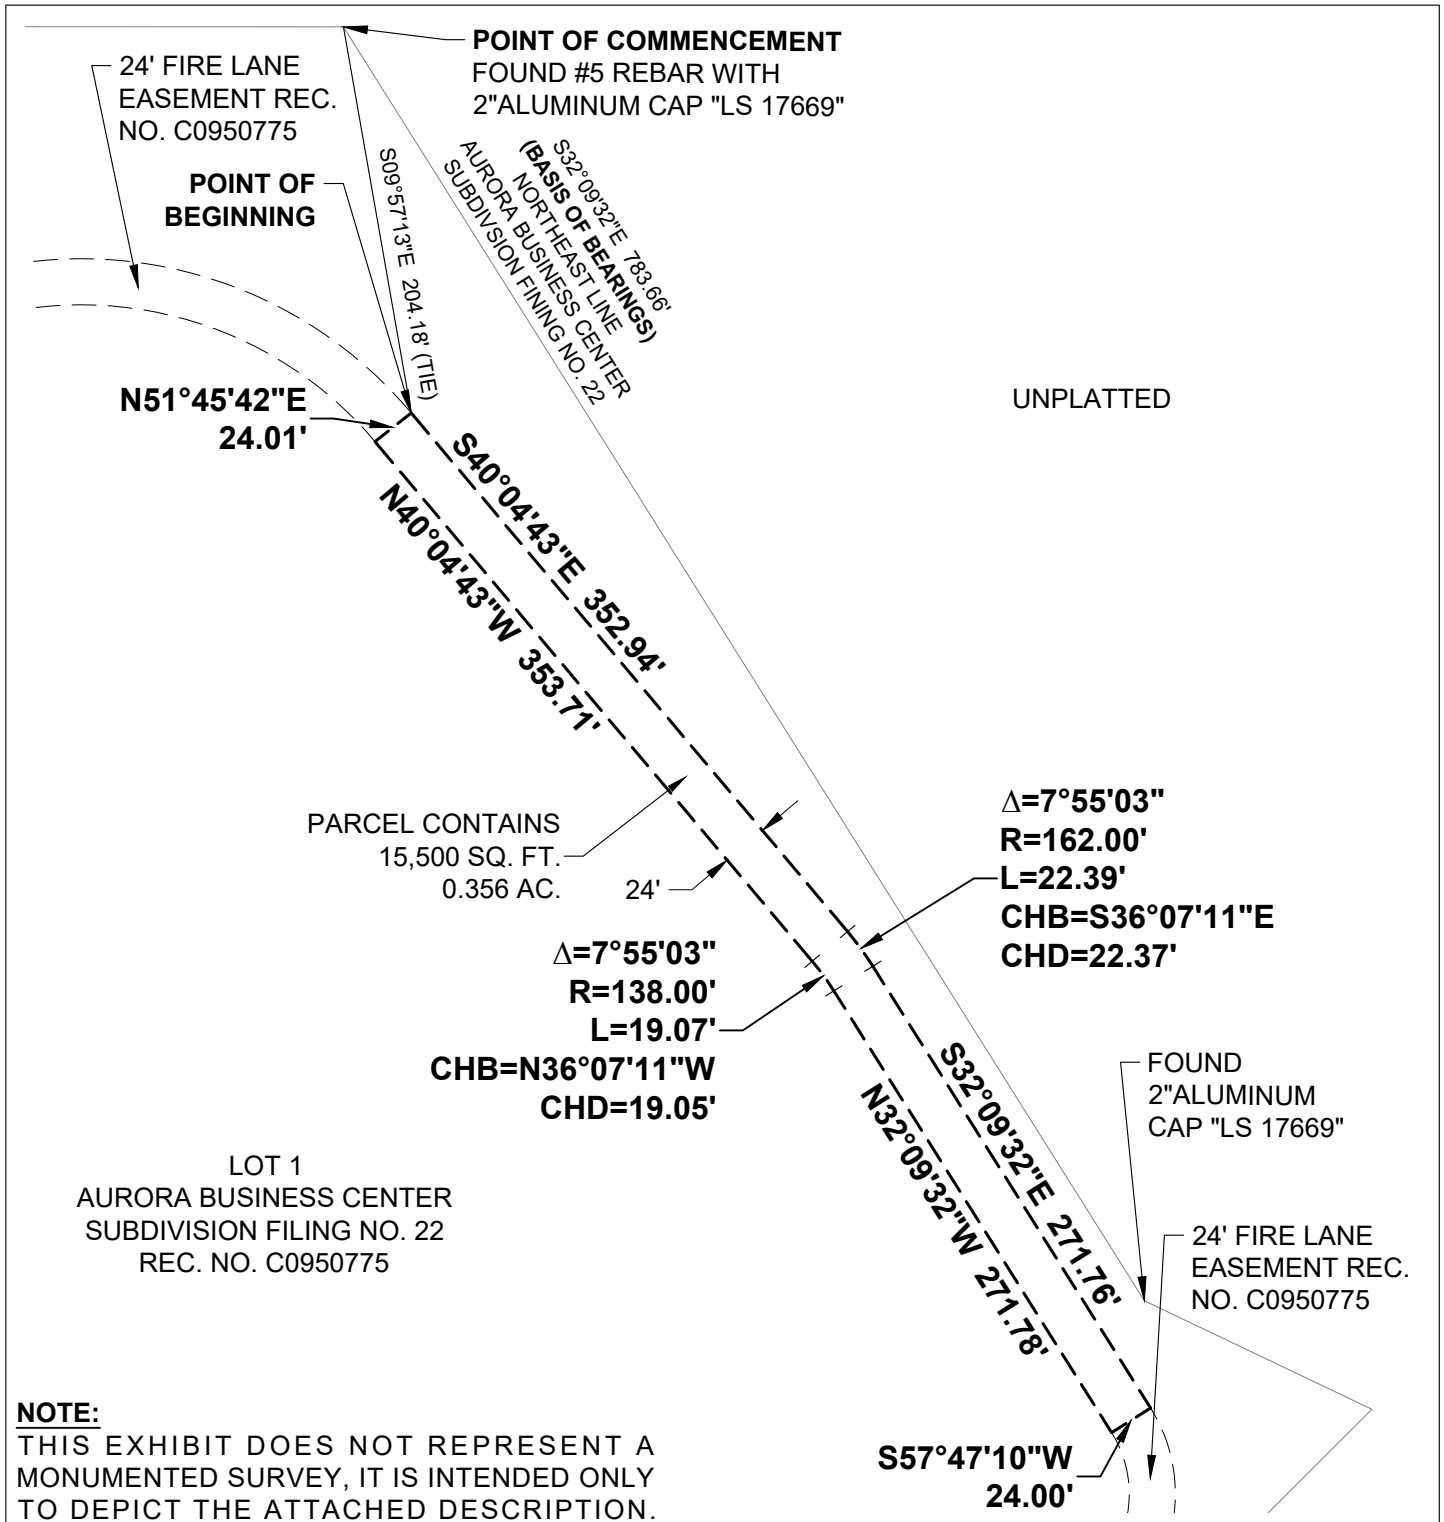 POINT OF COMMENCEMENT
FOUND #5 REBAR WITH
2"ALUMINUM CAP "LS 17669"
24' FIRE LANE
EASEMENT REC.
NO. C0950775
POINT OF
BEGINNING
S09°57'13"E 204.18' (TIE)
S32°09'32"E 783.66'
(BASIS OF BEARINGS)
NORTHEAST LINE
AURORA BUSINESS CENTER
SUBDIVSION FINING NO. 22
UNPLATTED
N51°45'42"E
24.01'
S40°04'43"E 352.94'
N40°04'43"W 353.71'
PARCEL CONTAINS
15,500 SQ. FT.
0.356 AC.
24'
Δ=7°55'03"
R=162.00'
L=22.39'
CHB=S36°07'11"E
CHD=22.37'
Δ=7°55'03"
R=138.00'
L=19.07'
CHB=N36°07'11"W
CHD=19.05'
S32°09'32"E 271.76'
N32°09'32"W 271.78'
FOUND
2"ALUMINUM
CAP "LS 17669"
LOT 1
AURORA BUSINESS CENTER
SUBDIVISION FILING NO. 22
REC. NO. C0950775
24' FIRE LANE
EASEMENT REC.
NO. C0950775
S57°47'10"W
24.00'
NOTE:
THIS EXHIBIT DOES NOT REPRESENT A
MONUMENTED SURVEY, IT IS INTENDED ONLY
TO DEPICT THE ATTACHED DESCRIPTION.